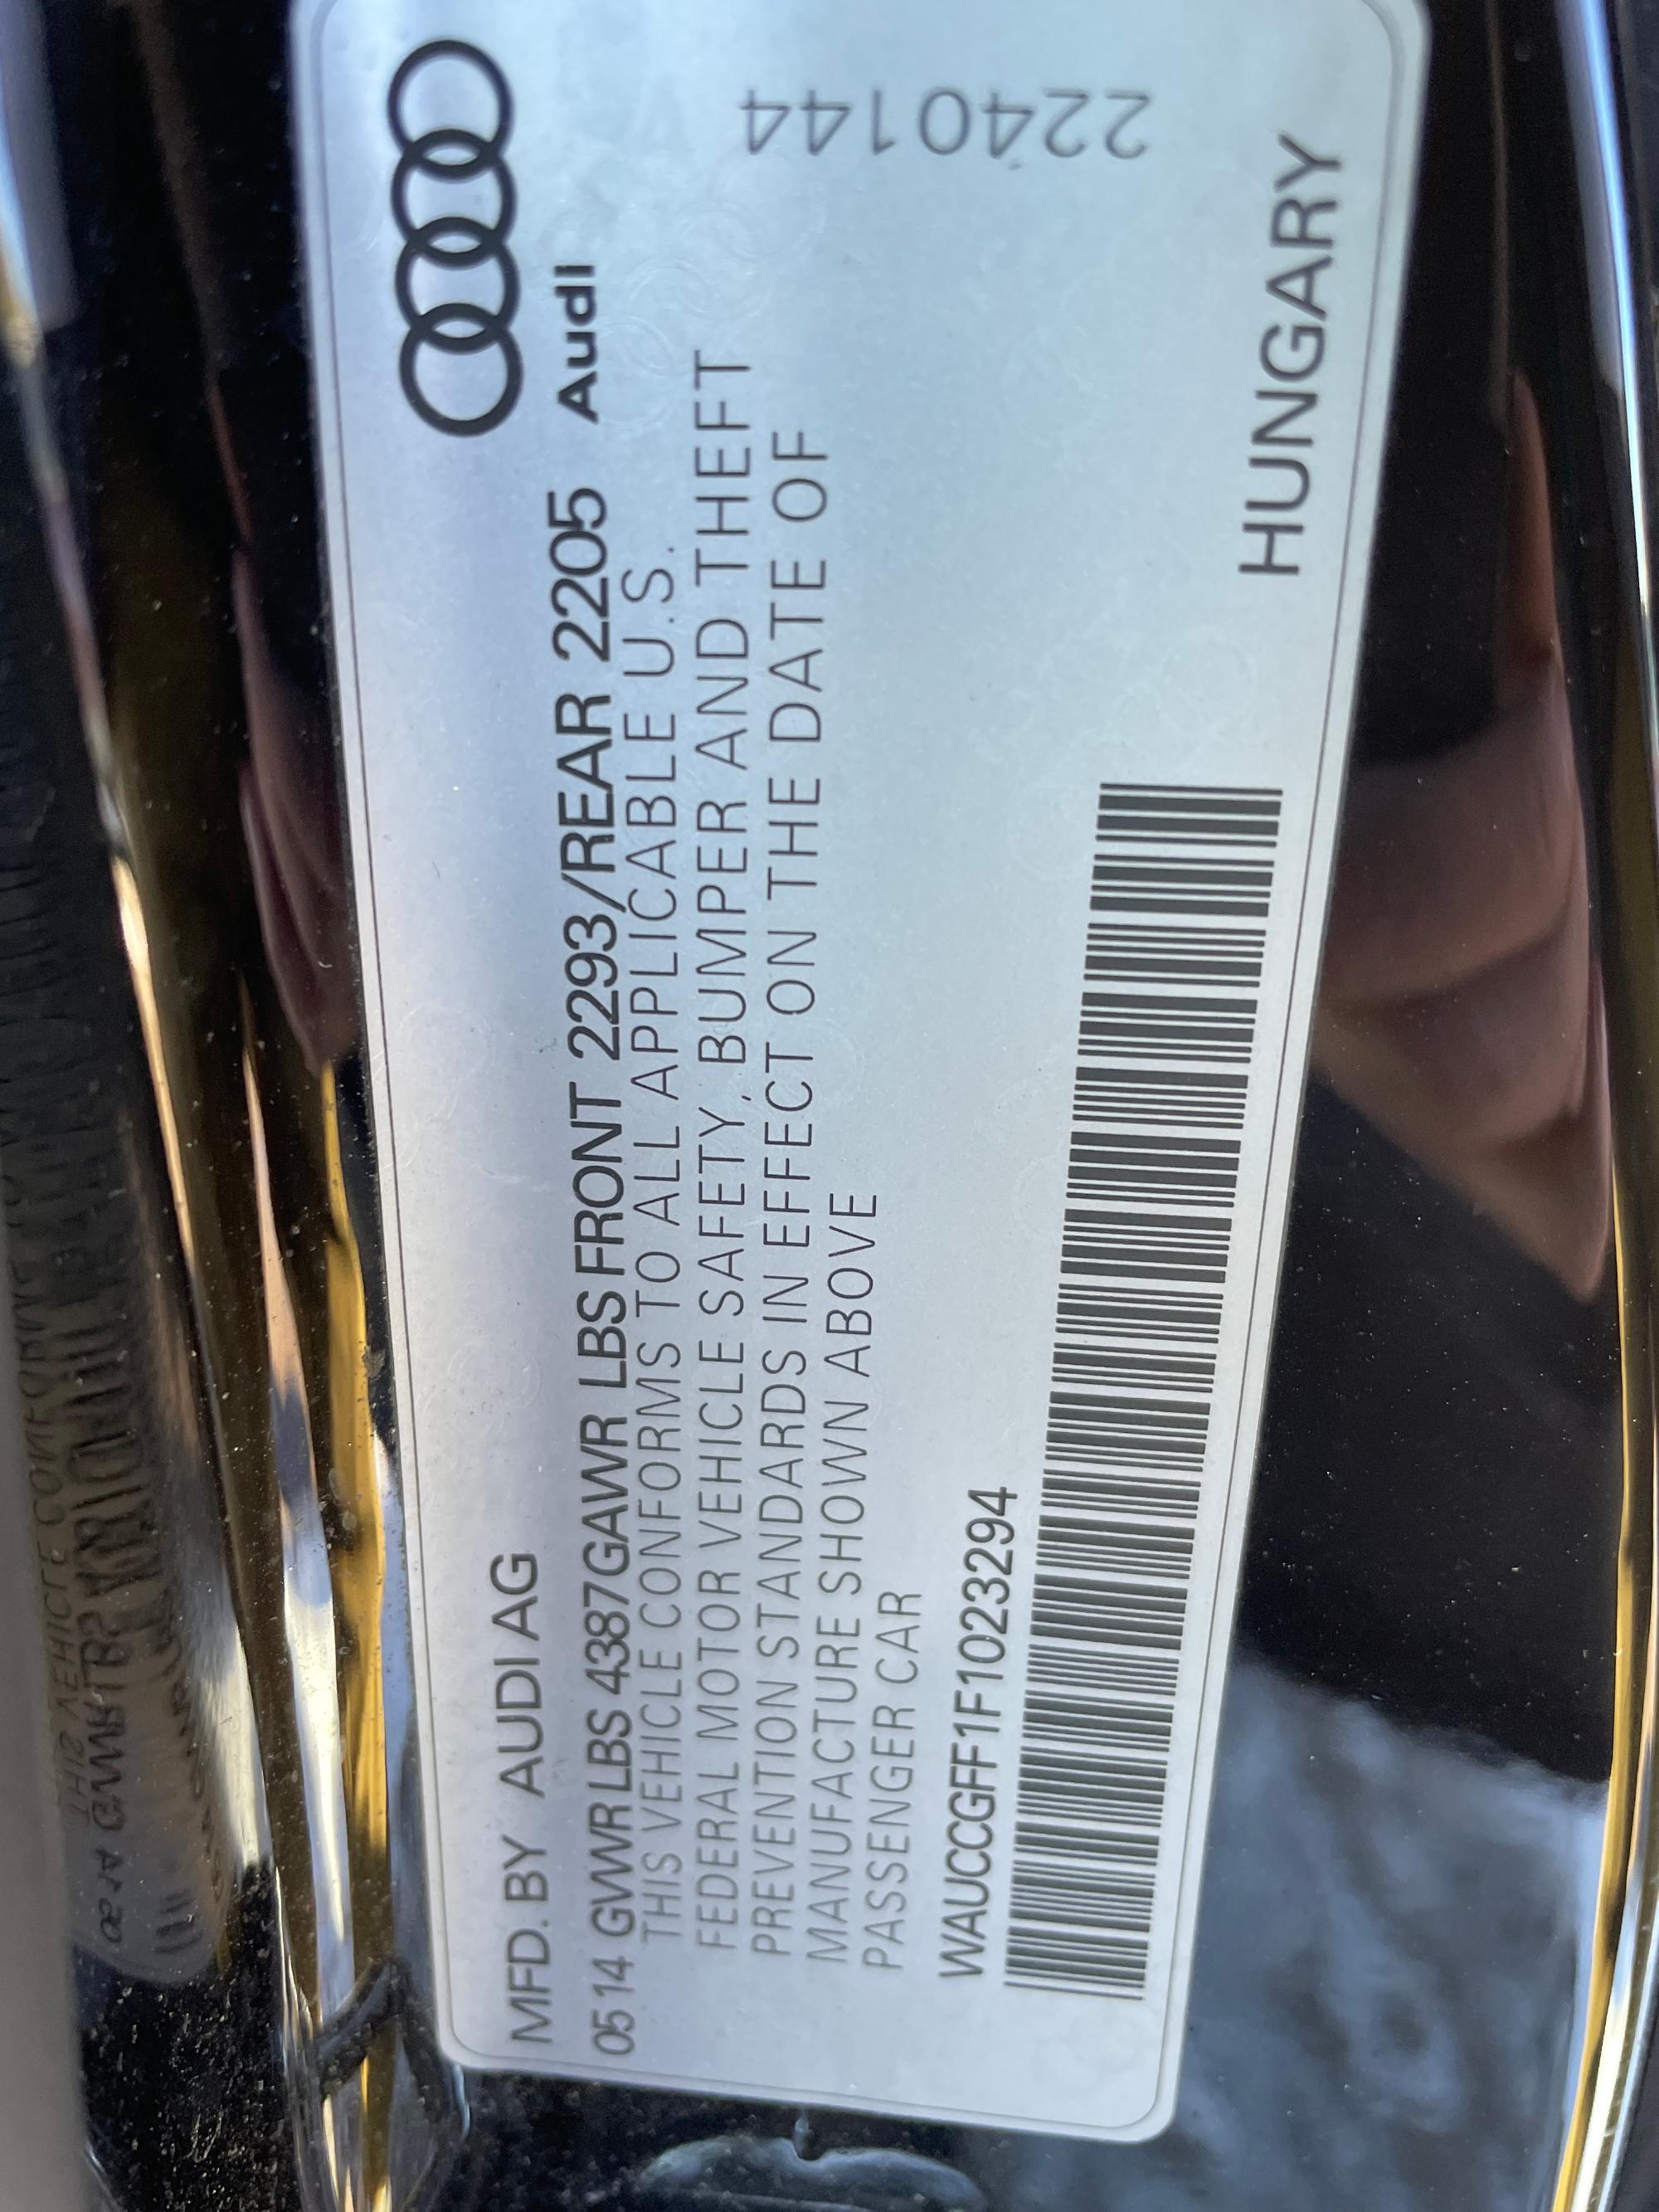 MFD. BY AUDI AG
0514 GWWR LBS 4387 GAWR LBS FRONT 2293/REAR 2205 Audi
THIS VEHICLE CONFORMS TO ALL APPLICABLE U.S.
FEDERAL MOTOR VEHICLE SAFETY, BUMPER AND THEFT
PREVENTION STANDARDS IN EFFECT ON THE DATE OF
MANUFACTURE SHOWN ABOVE
PASSENGER CAR
WAUCCGFF1F1023294
HUNGARY
2240144